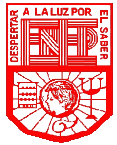 DESPERTAR A LA LUZ POR EL SABER
ENP